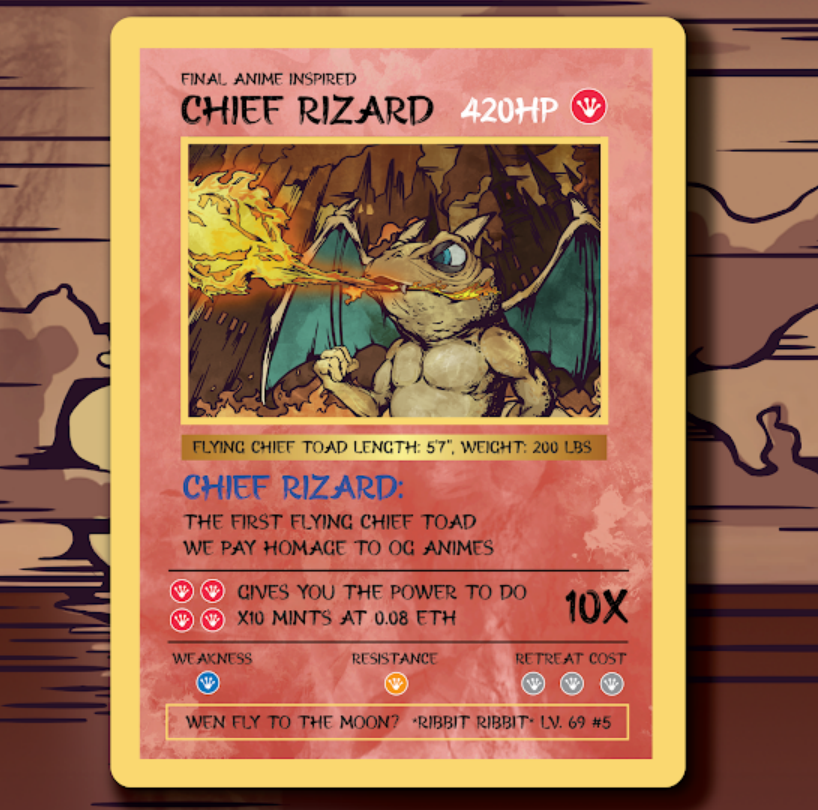 FINAL ANIME INSPIRED
CHIEF RIZARD 420HP
FLYING CHIEF TOAD LENGTH: 5'7", WEIGHT: 200 LBS
CHIEF RIZARD:
THE FIRST FLYING CHIEF TOAD
WE PAY HOMAGE TO OG ANIMES
GIVES YOU THE POWER TO DO
X10 MINTS AT 0.08 ETH
10X
WEAKNESS RESISTANCE RETREAT COST
WEN FLY TO THE MOON? *RIBBIT RIBBIT* LV. 69 #5